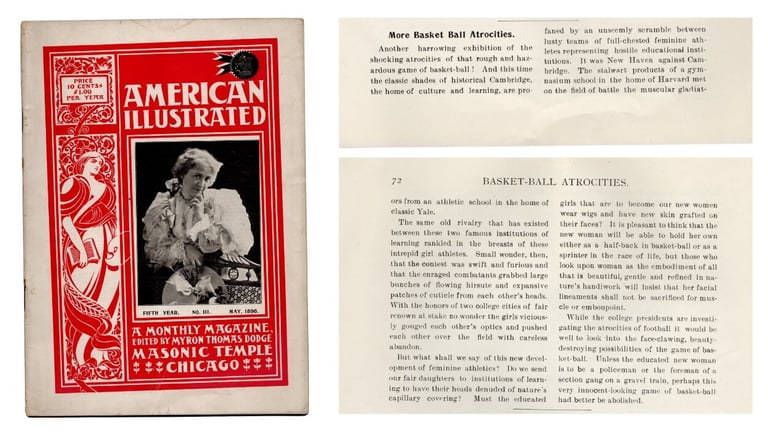 PRICE
10 CENTS
$1.00
PER YEAR
AMERICAN
ILLUSTRATED
FIFTH YEAR, NO. III. MAY, 1896.
A MONTHLY MAGAZINE,
EDITED BY MYRON THOMAS DODGE
MASONIC TEMPLE
CHICAGO
More Basket Ball Atrocities.
Another harrowing exhibition of the
shocking atrocities of that rough and haz-
ardous game of basket-ball! And this time
the classic shades of historical Cambridge,
the home of culture and learning, are pro-
faned by an unseemly scramble between
lusty teams of full-chested feminine ath-
letes representing hostile educational insti-
tutions. It was New Haven against Cam-
bridge. The stalwart products of a gym-
nasium school in the home of Harvard met
on the field of battle the muscular gladiat-
72 BASKET-BALL ATROCITIES.
ors from an athletic school in the home of
classic Yale.
The same old rivalry that has existed
between these two famous institutions of
learning rankled in the breasts of these
intrepid girl athletes. Small wonder, then,
that the contest was swift and furious and
that the enraged combatants grabbed large
bunches of flowing hirsute and expansive
patches of cuticle from each other's heads.
With the honors of two college cities of fair
renown at stake no wonder the girls vicious-
ly gouged each other's optics and pushed
each other over the field with careless
abandon.
But what shall we say of this new devel-
opment of feminine athletics? Do we send
our fair daughters to institutions of learn-
ing to have their heads denuded of nature's
capillary covering? Must the educated
girls that are to become our new women
wear wigs and have new skin grafted on
their faces? It is pleasant to think that the
new woman will be able to hold her own
either as a half-back in basket-ball or as a
sprinter in the race of life, but those who
look upon woman as the embodiment of all
that is beautiful, gentle and refined in na-
ture's handiwork will insist that her facial
lineaments shall not be sacrificed for mus-
cle or embonpoint.
While the college presidents are investi-
gating the atrocities of football it would be
well to look into the face-clawing, beauty-
destroying possibilities of the game of bas-
ket-ball. Unless the educated new woman
is to be a policeman or the foreman of a
section gang on a gravel train, perhaps this
very innocent-looking game of basket-ball
had better be abolished.